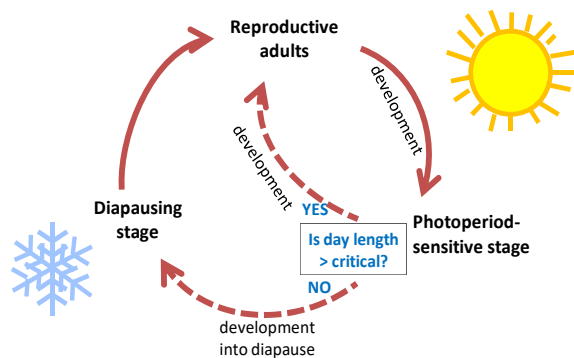 Reproductive
adults
development
development
Diapausing
stage
YES
Is day length
> critical?
NO
Photoperiod-
sensitive stage
development
into diapause